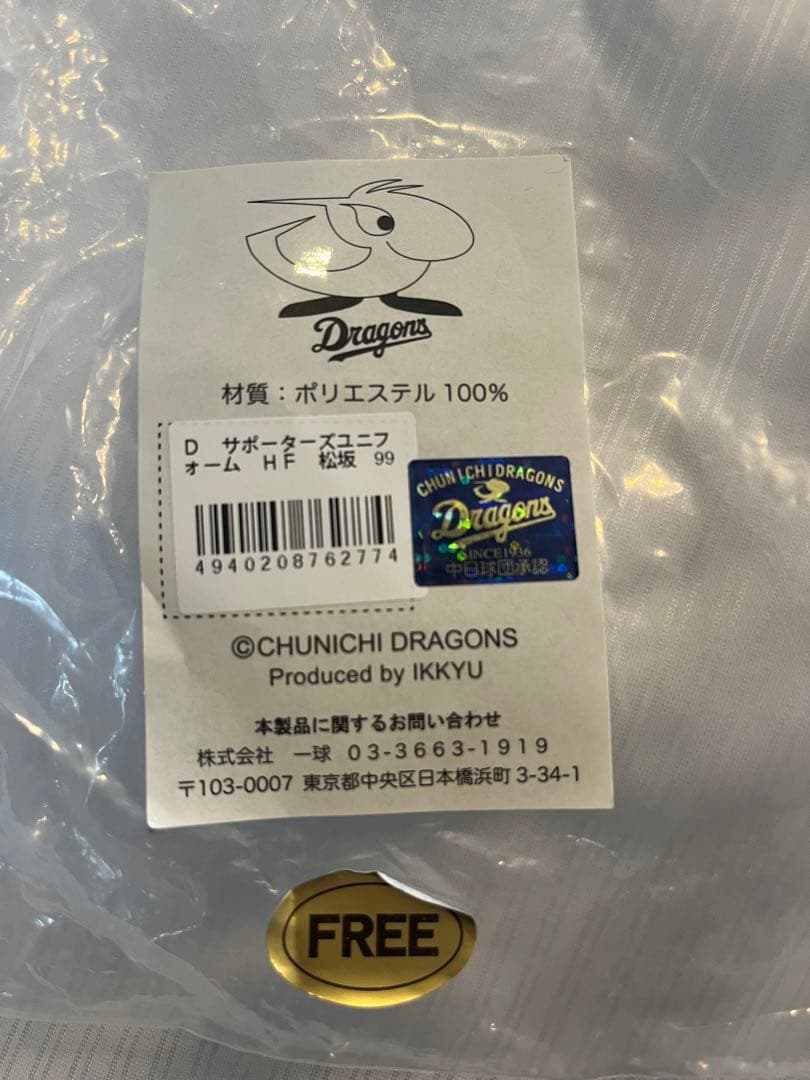 Dragons
材質：ポリエステル 100%
D サポーターズユニフ
ォーム HF 松坂 99
4940208762774
CHUNICHI DRAGONS
Dragons
SINCE1936
中日球団承認
©CHUNICHI DRAGONS
Produced by IKKYU
本製品に関するお問い合わせ
株式会社 一球 03-3663-1919
〒103-0007 東京都中央区日本橋浜町 3-34-1
FREE